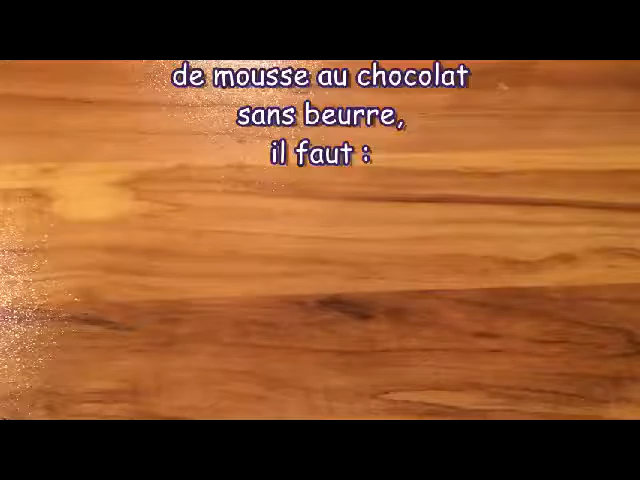 de mousse au chocolat
sans beurre,
il faut :